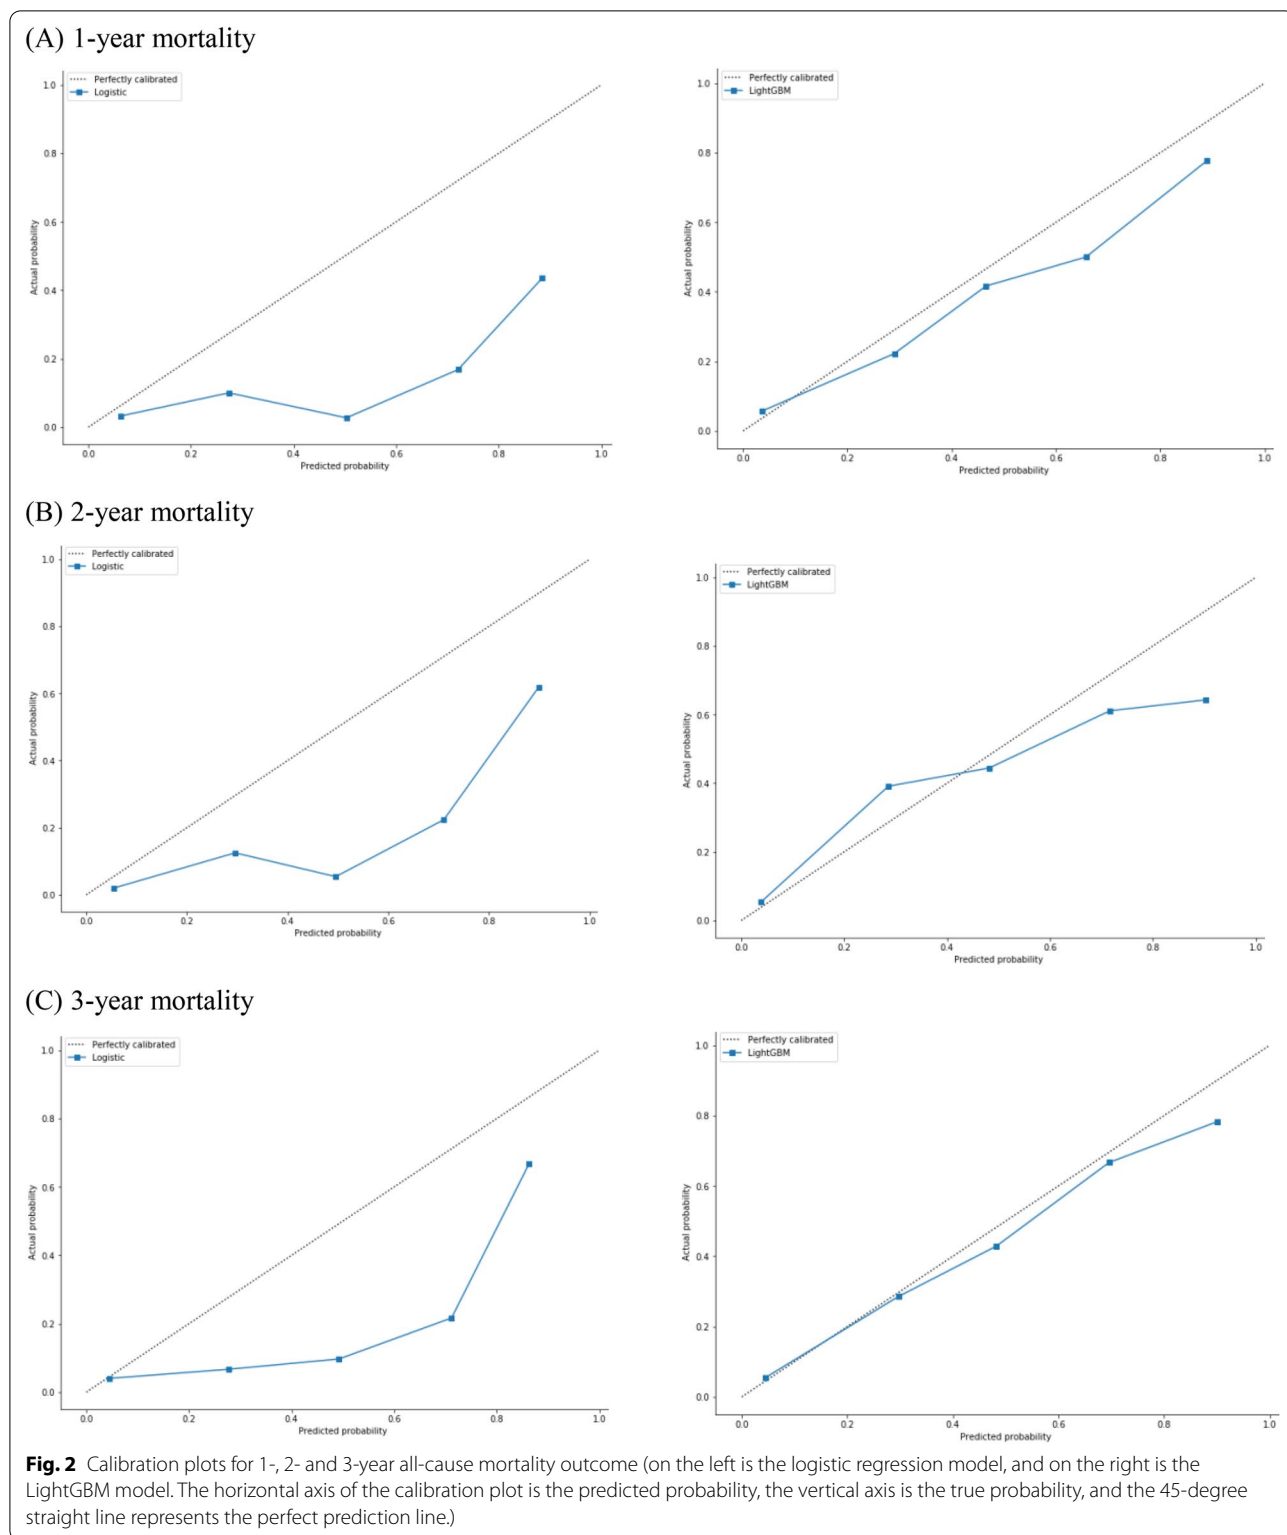 (A) 1-year mortality
Perfectly calibrated
Logistic
1.0
0.8
0.6
0.4
0.2
0.0
Actual probability
0.0 0.2 0.4 0.6 0.8 1.0
Predicted probability
Perfectly calibrated
LightGBM
1.0
0.8
0.6
0.4
0.2
0.0
Actual probability
0.0 0.2 0.4 0.6 0.8 1.0
Predicted probability
(B) 2-year mortality
Perfectly calibrated
Logistic
1.0
0.8
0.6
0.4
0.2
0.0
Actual probability
0.0 0.2 0.4 0.6 0.8 1.0
Predicted probability
Perfectly calibrated
LightGBM
1.0
0.8
0.6
0.4
0.2
0.0
Actual probability
0.0 0.2 0.4 0.6 0.8 1.0
Predicted probability
(C) 3-year mortality
Perfectly calibrated
Logistic
1.0
0.8
0.6
0.4
0.2
0.0
Actual probability
0.0 0.2 0.4 0.6 0.8 1.0
Predicted probability
Perfectly calibrated
LightGBM
1.0
0.8
0.6
0.4
0.2
0.0
Actual probability
0.0 0.2 0.4 0.6 0.8 1.0
Predicted probability
Fig. 2 Calibration plots for 1-, 2- and 3-year all-cause mortality outcome (on the left is the logistic regression model, and on the right is the
LightGBM model. The horizontal axis of the calibration plot is the predicted probability, the vertical axis is the true probability, and the 45-degree
straight line represents the perfect prediction line.)